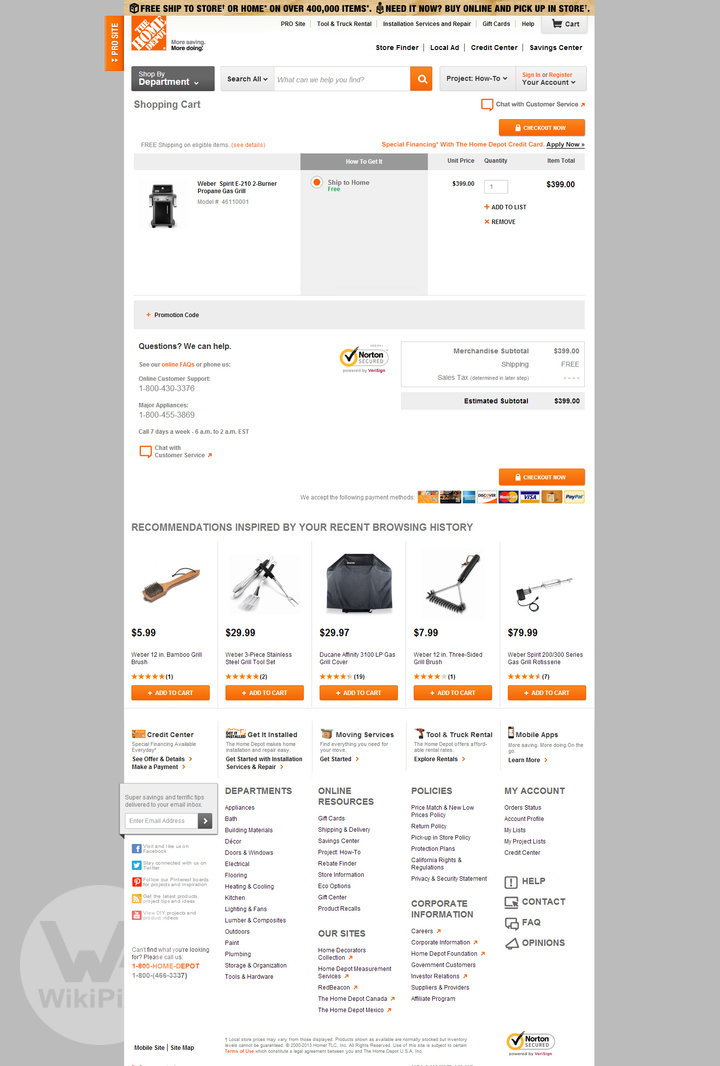 FREE SHIP TO STORE† OR HOME* ON OVER 400,000 ITEMS*. NEED IT NOW? BUY ONLINE AND PICK UP IN STORE†.
PRO SITE
THE HOME DEPOT
More saving.
More doing.
PRO Site | Tool & Truck Rental | Installation Services and Repair | Gift Cards | Help
Cart
Store Finder | Local Ad | Credit Center | Savings Center
Shop By
Department
Search All
What can we help you find?
Project: How-To
Sign In or Register
Your Account
Shopping Cart
Chat with Customer Service
CHECKOUT NOW
FREE Shipping on eligible items. (see details)
Special Financing* With The Home Depot Credit Card. Apply Now »
How To Get It
Unit Price
Quantity
Item Total
Weber Spirit E-210 2-Burner
Propane Gas Grill
Model # 46110001
Ship to Home
Free
$399.00
1
$399.00
+ ADD TO LIST
× REMOVE
+ Promotion Code
Questions? We can help.
See our online FAQs or phone us:
Online Customer Support:
1-800-430-3376
Major Appliances:
1-800-455-3869
Call 7 days a week - 6 a.m. to 2 a.m. EST
Chat with
Customer Service
Norton
SECURED
powered by VeriSign
Merchandise Subtotal $399.00
Shipping FREE
Sales Tax (determined in later step) - - - -
Estimated Subtotal $399.00
CHECKOUT NOW
We accept the following payment methods:
DISCOVER
VISA
PayPal
RECOMMENDATIONS INSPIRED BY YOUR RECENT BROWSING HISTORY
$5.99
Weber 12 in. Bamboo Grill
Brush
(1)
+ ADD TO CART
$29.99
Weber 3-Piece Stainless
Steel Grill Tool Set
(2)
+ ADD TO CART
$29.97
Ducane Affinity 3100 LP Gas
Grill Cover
(19)
+ ADD TO CART
$7.99
Weber 12 in. Three-Sided
Grill Brush
(1)
+ ADD TO CART
$79.99
Weber Spirit 200/300 Series
Gas Grill Rotisserie
(7)
+ ADD TO CART
Credit Center
Special Financing Available
Everyday*
See Offer & Details
Make a Payment
Get It Installed
The Home Depot makes home
installation and repair easy.
Get Started with Installation
Services & Repair
Moving Services
Find everything you need for
your move.
Get Started
Tool & Truck Rental
The Home Depot offers afford-
able rental rates.
Explore Rentals
Mobile Apps
More saving. More doing On the
go.
Learn More
Super savings and terrific tips
delivered to your email inbox.
Enter Email Address
Visit and like us on
Facebook
Stay connected with us on
Twitter
Follow our Pinterest boards
for projects and inspiration
Get the latest products,
project tips and ideas
View DIY projects and
product videos
Can't find what you're looking
for? Please call us:
1-800-HOME-DEPOT
1-800-(466-3337)
DEPARTMENTS
Appliances
Bath
Building Materials
Décor
Doors & Windows
Electrical
Flooring
Heating & Cooling
Kitchen
Lighting & Fans
Lumber & Composites
Outdoors
Paint
Plumbing
Storage & Organization
Tools & Hardware
ONLINE
RESOURCES
Gift Cards
Shipping & Delivery
Savings Center
Project: How-To
Rebate Finder
Store Information
Eco Options
Gift Center
Product Recalls
OUR SITES
Home Decorators
Collection
Home Depot Measurement
Services
RedBeacon
The Home Depot Canada
The Home Depot Mexico
POLICIES
Price Match & New Low
Prices Policy
Return Policy
Pick-up in Store Policy
Protection Plans
California Rights &
Regulations
Privacy & Security Statement
CORPORATE
INFORMATION
Careers
Corporate Information
Home Depot Foundation
Government Customers
Investor Relations
Suppliers & Providers
Affiliate Program
MY ACCOUNT
Orders Status
Account Profile
My Lists
My Project Lists
Credit Center
HELP
CONTACT
FAQ
OPINIONS
WikiPi
Mobile Site | Site Map
† Local store prices may vary from those displayed. Products shown as available are normally stocked but inventory
levels cannot be guaranteed. © 2000-2013 Homer TLC, Inc. All Rights Reserved. Use of this site is subject to certain
Terms of Use which constitute a legal agreement between you and The Home Depot U.S.A. Inc.
Norton
SECURED
powered by VeriSign